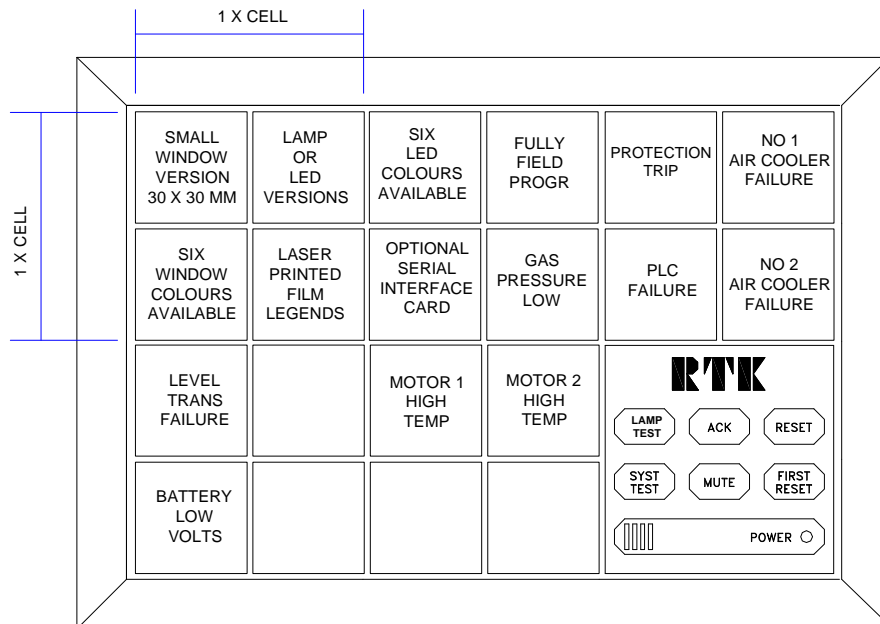 1 X CELL
1 X CELL
SMALL
WINDOW
VERSION
30 X 30 MM
LAMP
OR
LED
VERSIONS
SIX
LED
COLOURS
AVAILABLE
FULLY
FIELD
PROGR
PROTECTION
TRIP
NO 1
AIR COOLER
FAILURE
SIX
WINDOW
COLOURS
AVAILABLE
LASER
PRINTED
FILM
LEGENDS
OPTIONAL
SERIAL
INTERFACE
CARD
GAS
PRESSURE
LOW
PLC
FAILURE
NO 2
AIR COOLER
FAILURE
LEVEL
TRANS
FAILURE
MOTOR 1
HIGH
TEMP
MOTOR 2
HIGH
TEMP
RTK
LAMP
TEST
ACK
RESET
SYST
TEST
MUTE
FIRST
RESET
POWER
BATTERY
LOW
VOLTS